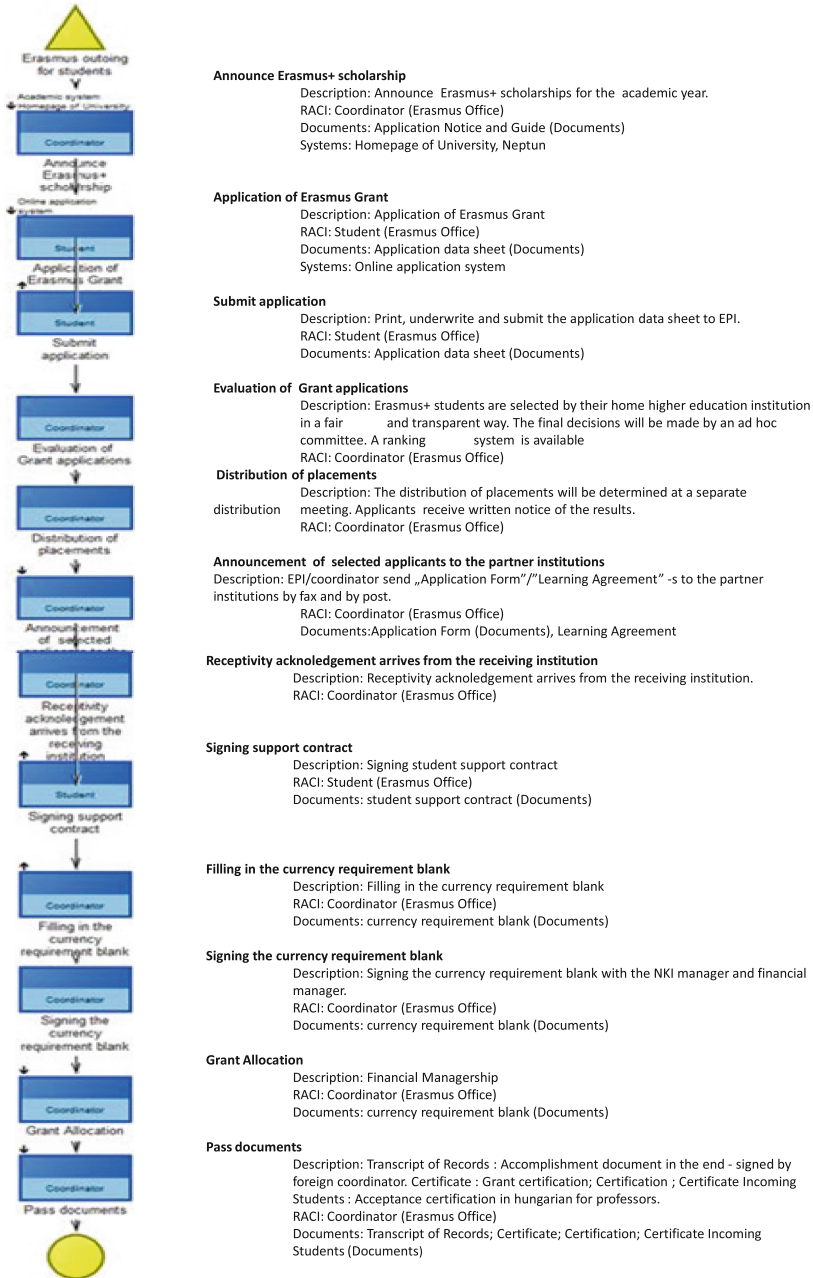 Erasmus outoing
for students
Academic system
Homepage of University
Coordinator
Announce
Erasmus+
scholarship
Online application
system
Student
Application of
Erasmus Grant
Student
Submit
application
Coordinator
Evaluation of
Grant applications
Coordinator
Distribution of
placements
Coordinator
Announcement
of selected
applicants to the
Coordinator
Receptivity
acknoledgement
arrives from the
receiving
institution
Student
Signing support
contract
Coordinator
Filling in the
currency
requirement blank
Coordinator
Signing the
currency
requirement blank
Coordinator
Grant Allocation
Coordinator
Pass documents
Announce Erasmus+ scholarship
Description: Announce Erasmus+ scholarships for the academic year.
RACI: Coordinator (Erasmus Office)
Documents: Application Notice and Guide (Documents)
Systems: Homepage of University, Neptun
Application of Erasmus Grant
Description: Application of Erasmus Grant
RACI: Student (Erasmus Office)
Documents: Application data sheet (Documents)
Systems: Online application system
Submit application
Description: Print, underwrite and submit the application data sheet to EPI.
RACI: Student (Erasmus Office)
Documents: Application data sheet (Documents)
Evaluation of Grant applications
Description: Erasmus+ students are selected by their home higher education institution
in a fair and transparent way. The final decisions will be made by an ad hoc
committee. A ranking system is available
RACI: Coordinator (Erasmus Office)
Distribution of placements
Description: The distribution of placements will be determined at a separate
distribution meeting. Applicants receive written notice of the results.
RACI: Coordinator (Erasmus Office)
Announcement of selected applicants to the partner institutions
Description: EPI/coordinator send „Application Form”/”Learning Agreement” -s to the partner
institutions by fax and by post.
RACI: Coordinator (Erasmus Office)
Documents:Application Form (Documents), Learning Agreement
Receptivity acknoledgement arrives from the receiving institution
Description: Receptivity acknoledgement arrives from the receiving institution.
RACI: Coordinator (Erasmus Office)
Signing support contract
Description: Signing student support contract
RACI: Student (Erasmus Office)
Documents: student support contract (Documents)
Filling in the currency requirement blank
Description: Filling in the currency requirement blank
RACI: Coordinator (Erasmus Office)
Documents: currency requirement blank (Documents)
Signing the currency requirement blank
Description: Signing the currency requirement blank with the NKI manager and financial
manager.
RACI: Coordinator (Erasmus Office)
Documents: currency requirement blank (Documents)
Grant Allocation
Description: Financial Managership
RACI: Coordinator (Erasmus Office)
Documents: currency requirement blank (Documents)
Pass documents
Description: Transcript of Records : Accomplishment document in the end - signed by
foreign coordinator. Certificate : Grant certification; Certification ; Certificate Incoming
Students : Acceptance certification in hungarian for professors.
RACI: Coordinator (Erasmus Office)
Documents: Transcript of Records; Certificate; Certification; Certificate Incoming
Students (Documents)